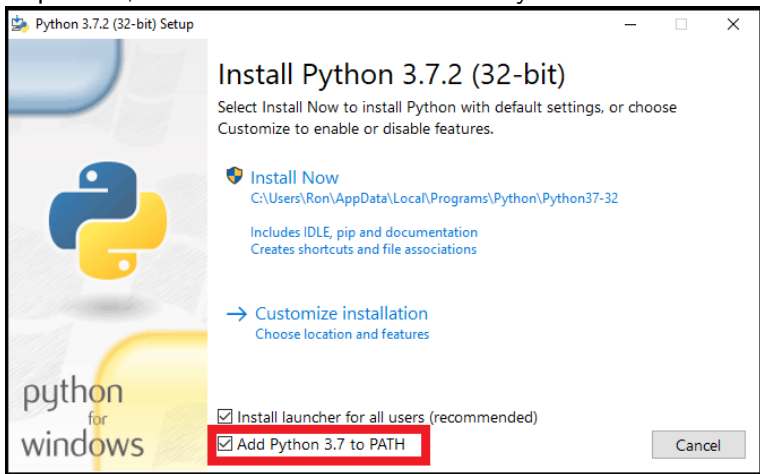 Python 3.7.2 (32-bit) Setup
Install Python 3.7.2 (32-bit)
Select Install Now to install Python with default settings, or choose
Customize to enable or disable features.
Install Now
C:\Users\Ron\AppData\Local\Programs\Python\Python37-32
Includes IDLE, pip and documentation
Creates shortcuts and file associations
→ Customize installation
Choose location and features
python
for
windows
Install launcher for all users (recommended)
Add Python 3.7 to PATH
Cancel